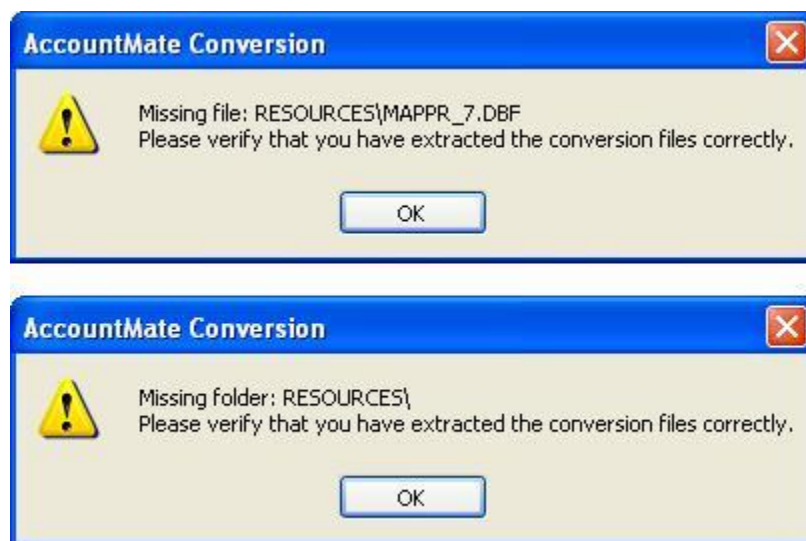 AccountMate Conversion
Missing file: RESOURCES\MAPPR_7.DBF
Please verify that you have extracted the conversion files correctly.
OK
AccountMate Conversion
Missing folder: RESOURCES\
Please verify that you have extracted the conversion files correctly.
OK